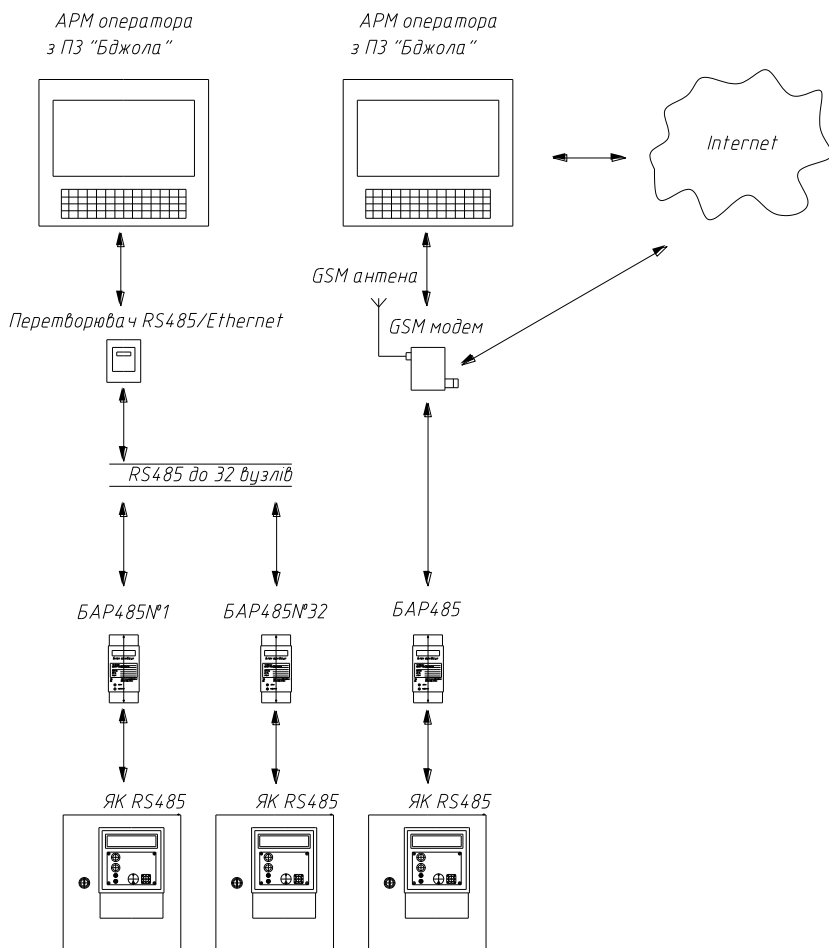 АРМ оператора
з ПЗ "Бджола"
АРМ оператора
з ПЗ "Бджола"
Internet
GSM антена
Перетворювач RS485/Ethernet
GSM модем
RS485 до 32 вузлів
БАР485№1
БАР485№32
БАР485
ЯК RS485
ЯК RS485
ЯК RS485